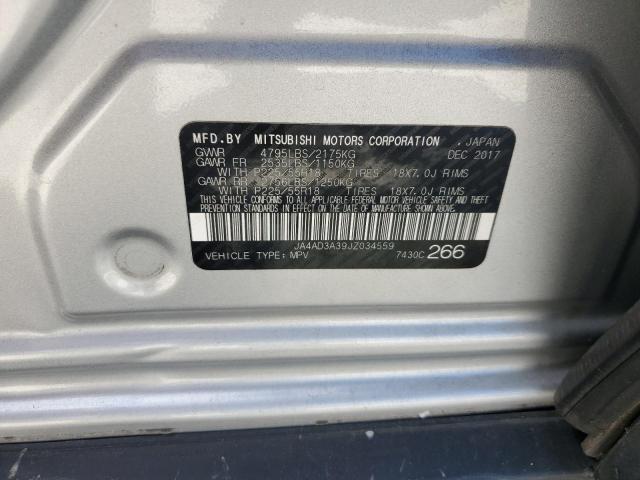 MFD.BY MITSUBISHI MOTORS CORPORATION . JAPAN
GVWR 4795LBS/2175KG DEC 2017
GAWR FR 2535LBS/1150KG
WITH P225/55R18 TIRES 18X7.0J RIMS
GAWR RR 2756LBS/1250KG
WITH P225/55R18 TIRES 18X7.0J RIMS
THIS VEHICLE CONFORMS TO ALL APPLICABLE FEDERAL MOTOR
VEHICLE SAFETY, BUMPER, AND THEFT PREVENTION STANDARDS
IN EFFECT ON THE DATE OF MANUFACTURE SHOWN ABOVE.
JA4AD3A39JZ034559
VEHICLE TYPE: MPV 7430C 266